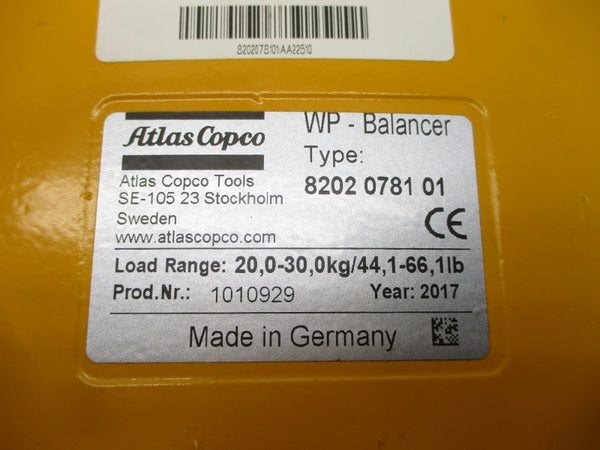 8202078101AA22510
Atlas Copco
WP - Balancer
Type:
8202 0781 01
Atlas Copco Tools
SE-105 23 Stockholm
Sweden
www.atlascopco.com
CE
Load Range: 20,0-30,0kg/44,1-66,1lb
Prod.Nr.: 1010929 Year: 2017
Made in Germany